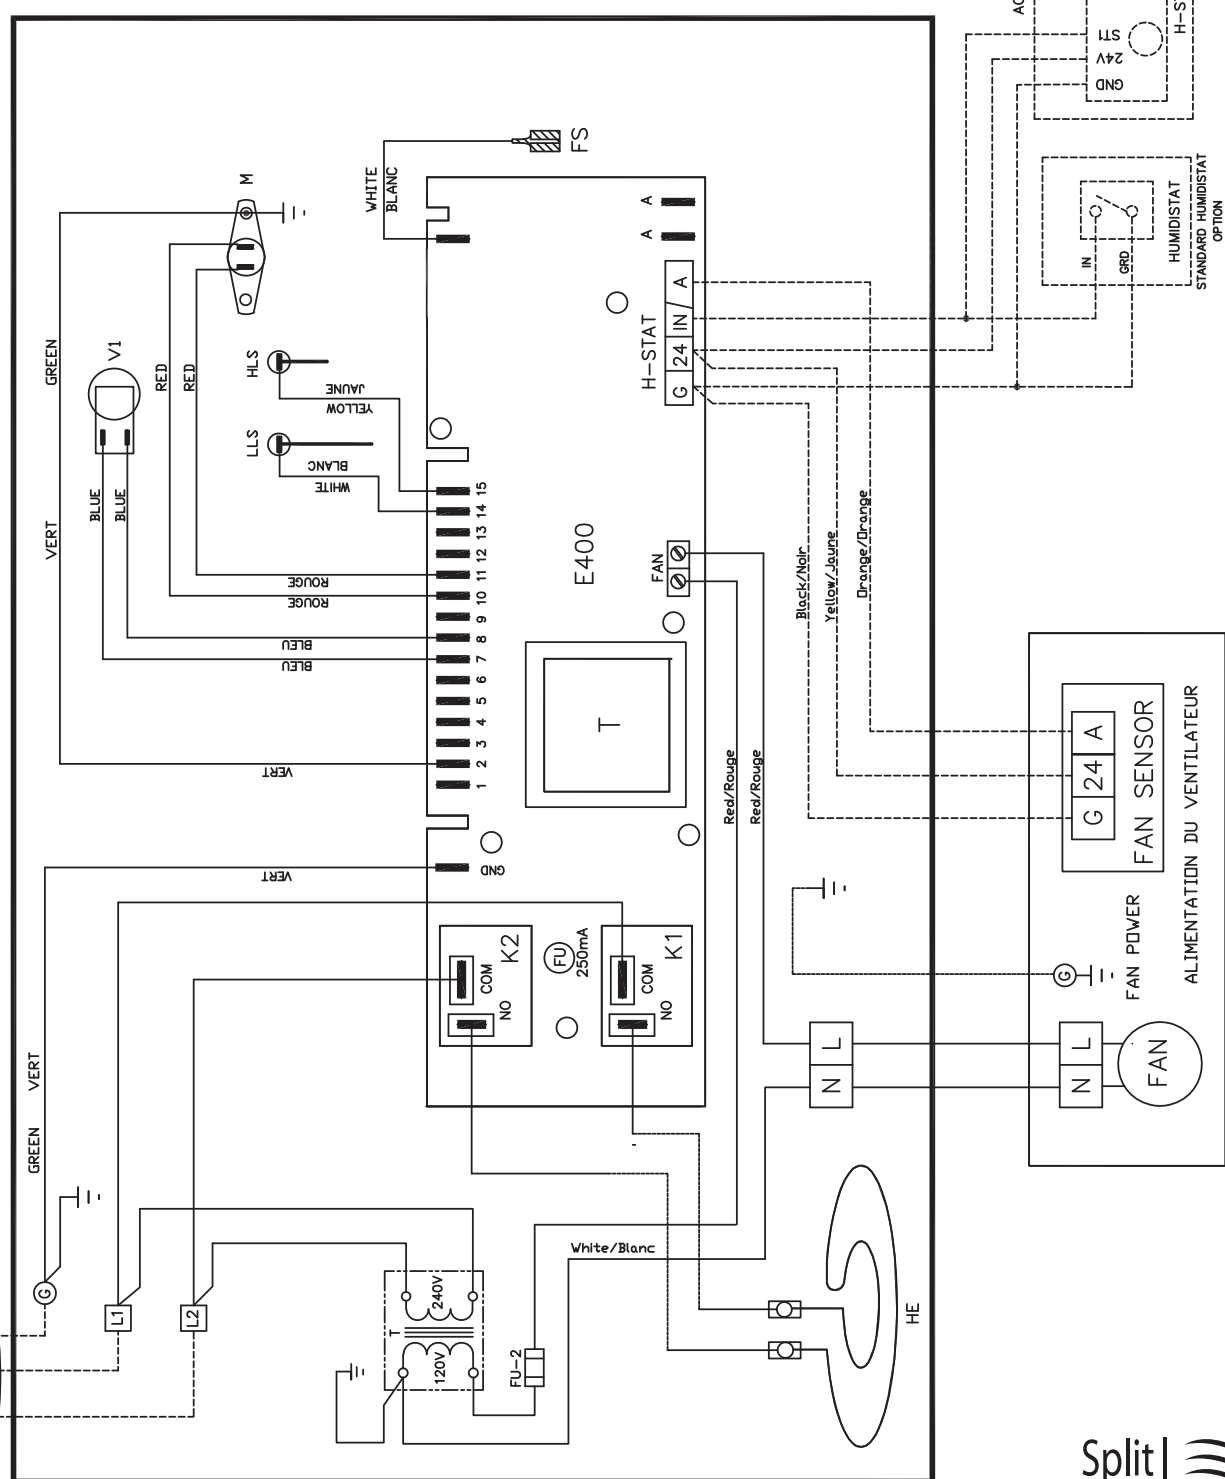 AC
ST1
24V
GND
H-S
FS
WHITE
BLANC
M
GREEN
V1
RED
RED
HLS
JAUNE
YELLOW
LLS
BLANC
WHITE
BLUE
BLUE
VERT
A
A
H-STAT
G
24
IN
A
IN
GRD
HUMIDISTAT
STANDARD HUMIDISTAT
OPTION
15
14
13
12
11
10
9
8
7
6
5
4
3
2
1
GND
ROUGE
ROUGE
BLEU
BLEU
VERT
VERT
E400
FAN
T
Black/Noir
Yellow/Jaune
Orange/Orange
Red/Rouge
Red/Rouge
G
24
A
FAN SENSOR
FAN POWER
ALIMENTATION DU VENTILATEUR
G
N
L
FAN
N
L
K2
COM
NO
FU
250mA
K1
COM
NO
GREEN
VERT
G
L1
L2
T
240V
120V
FU-2
White/Blanc
HE
Split